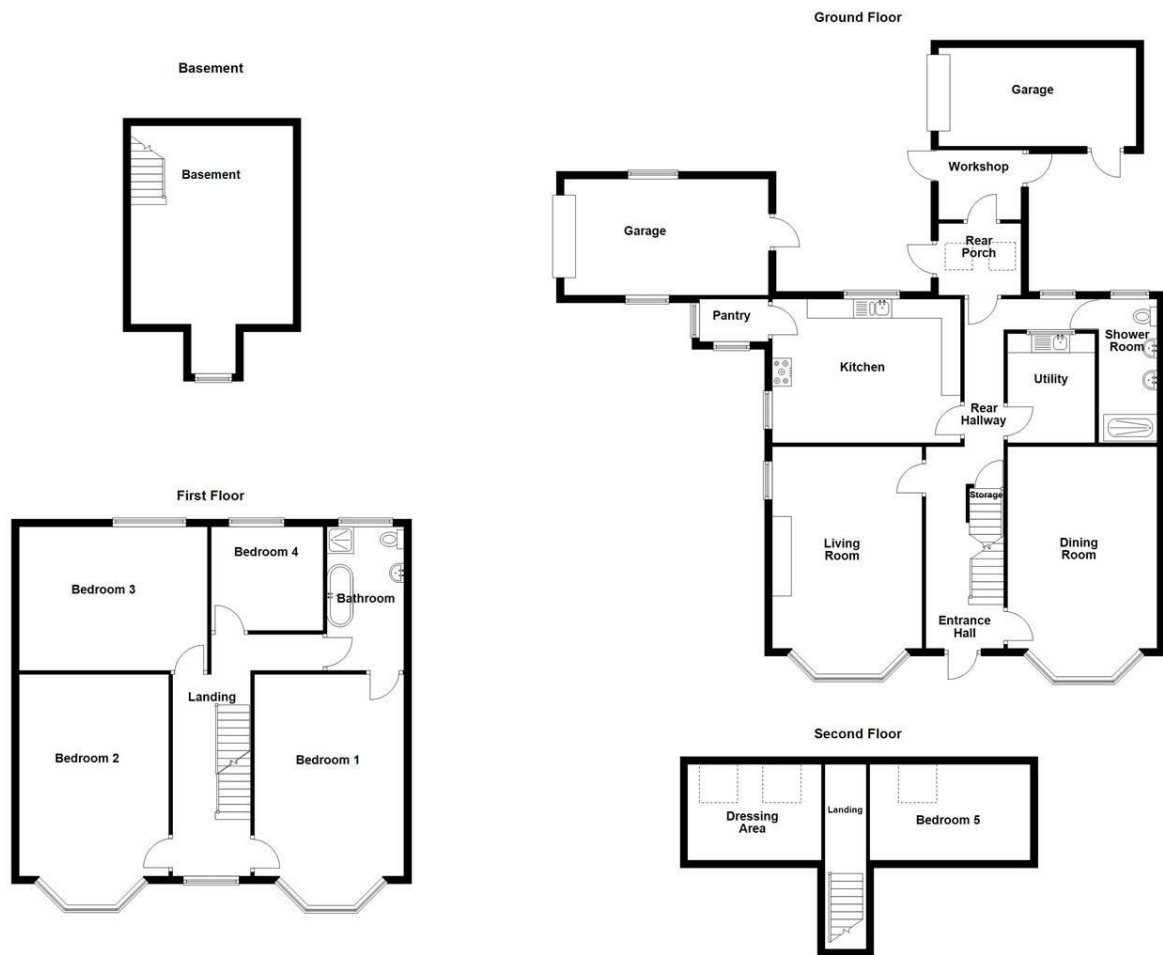 Basement
Basement
Ground Floor
Garage
Workshop
Garage
Rear
Porch
Pantry
Shower
Room
Kitchen
Utility
Rear
Hallway
Storage
Living
Room
Dining
Room
Entrance
Hall
First Floor
Bedroom 4
Bedroom 3
Bathroom
Landing
Bedroom 2
Bedroom 1
Second Floor
Dressing
Area
Landing
Bedroom 5